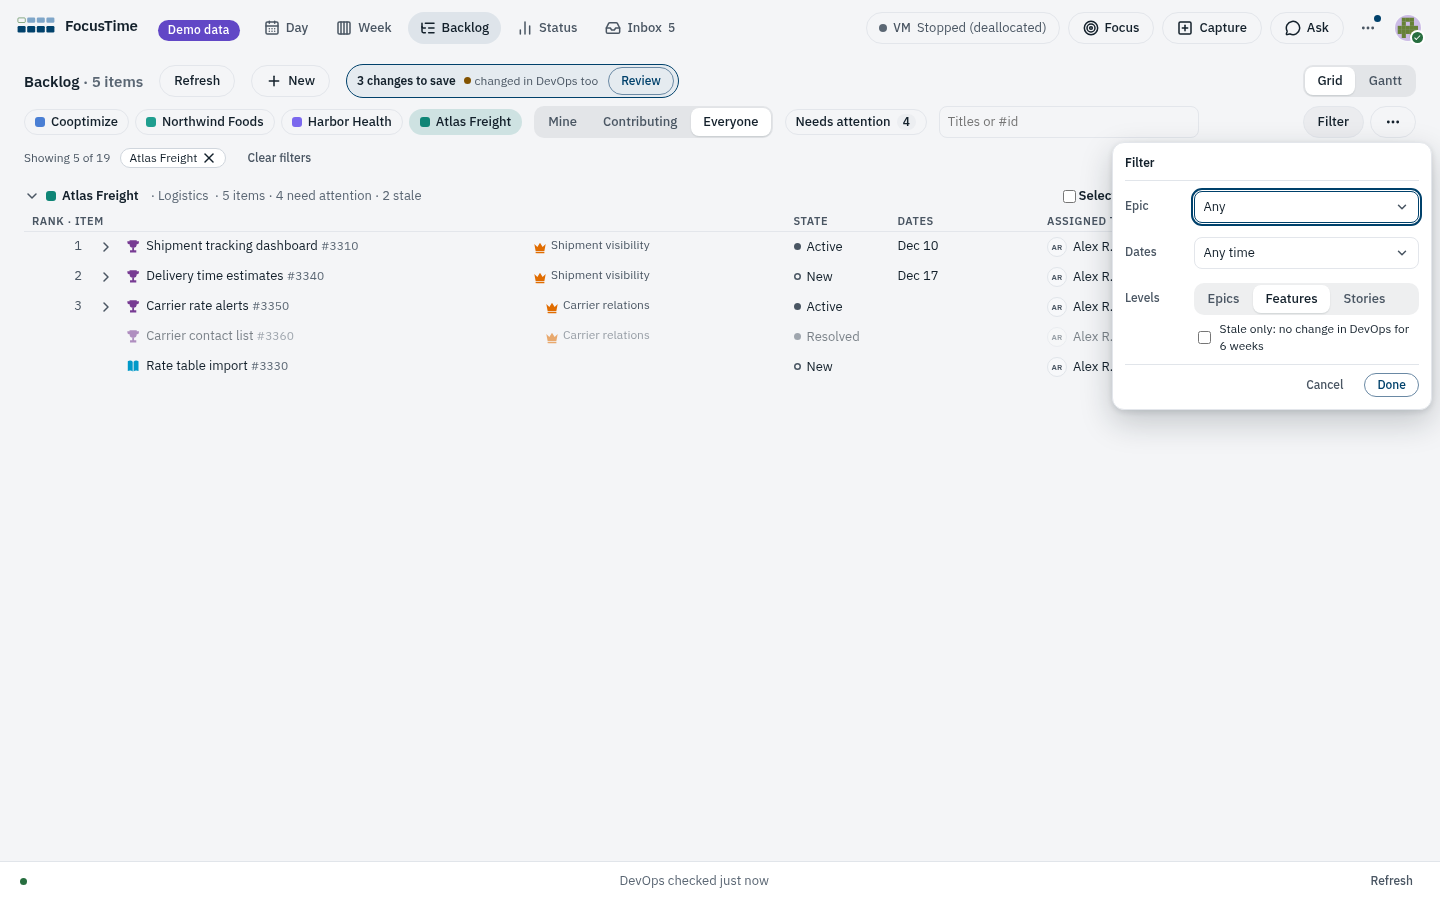 FocusTime
Demo data
Day
Week
Backlog
Status
Inbox 5
VM Stopped (deallocated)
Focus
Capture
Ask
Backlog · 5 items
Refresh
New
3 changes to save
changed in DevOps too
Review
Grid
Gantt
Cooptimize
Northwind Foods
Harbor Health
Atlas Freight
Mine
Contributing
Everyone
Needs attention 4
Titles or #id
Filter
Showing 5 of 19
Atlas Freight
Clear filters
Filter
Epic
Any
Dates
Any time
Levels
Epics
Features
Stories
Stale only: no change in DevOps for
6 weeks
Cancel
Done
Atlas Freight · Logistics · 5 items · 4 need attention · 2 stale
RANK · ITEM
STATE
DATES
ASSIGNED
1 Shipment tracking dashboard #3310 Shipment visibility Active Dec 10 AR Alex R.
2 Delivery time estimates #3340 Shipment visibility New Dec 17 AR Alex R.
3 Carrier rate alerts #3350 Carrier relations Active AR Alex R.
Carrier contact list #3360 Carrier relations Resolved AR Alex R.
Rate table import #3330 New AR Alex R.
DevOps checked just now
Refresh